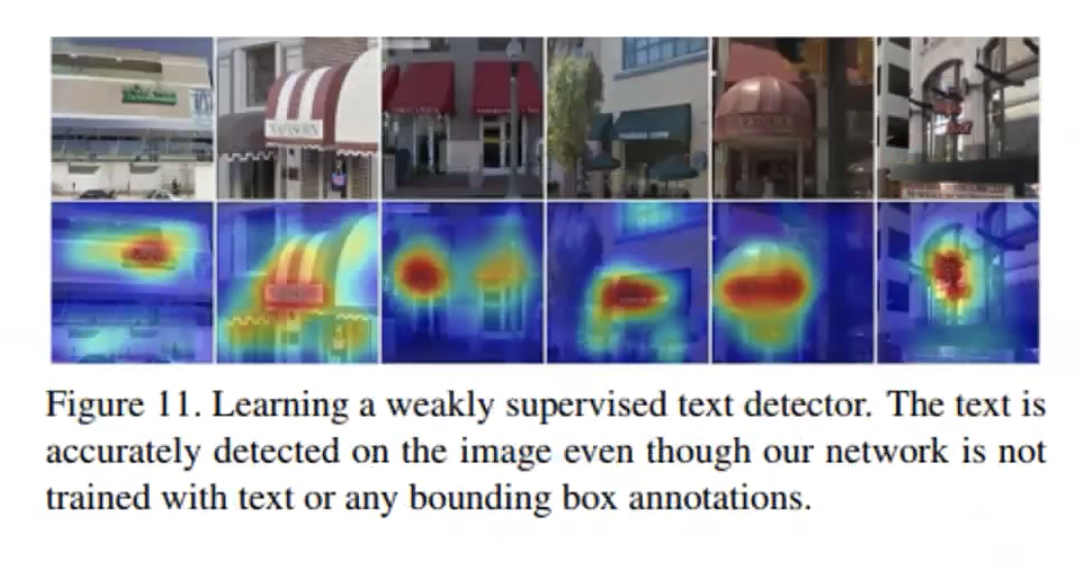 Figure 11. Learning a weakly supervised text detector. The text is
accurately detected on the image even though our network is not
trained with text or any bounding box annotations.